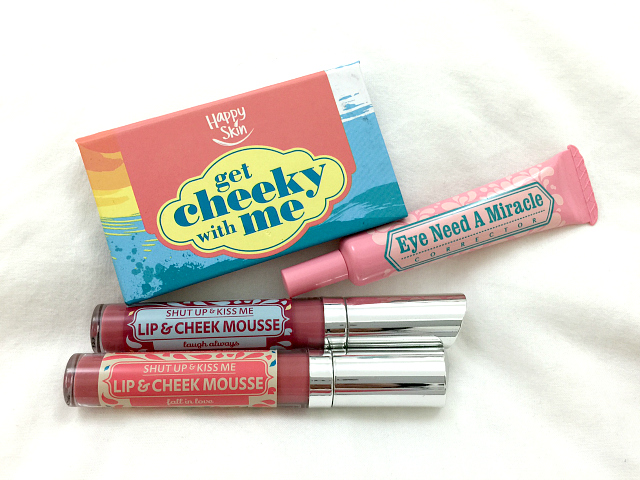 Happy
Skin
get
cheeky
with me
Eye Need A Miracle
CORRECTOR
SHUT UP & KISS ME
LIP & CHEEK MOUSSE
laugh always
SHUT UP & KISS ME
LIP & CHEEK MOUSSE
fall in love